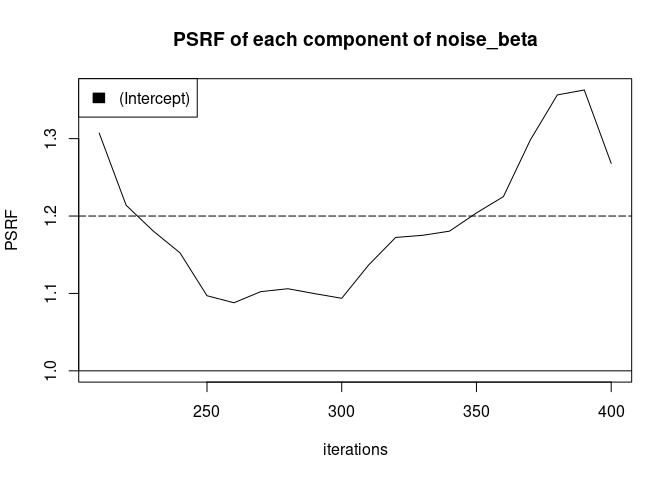 PSRF of each component of noise_beta
(Intercept)
1.3
1.2
1.1
1.0
PSRF
250 300 350 400
iterations